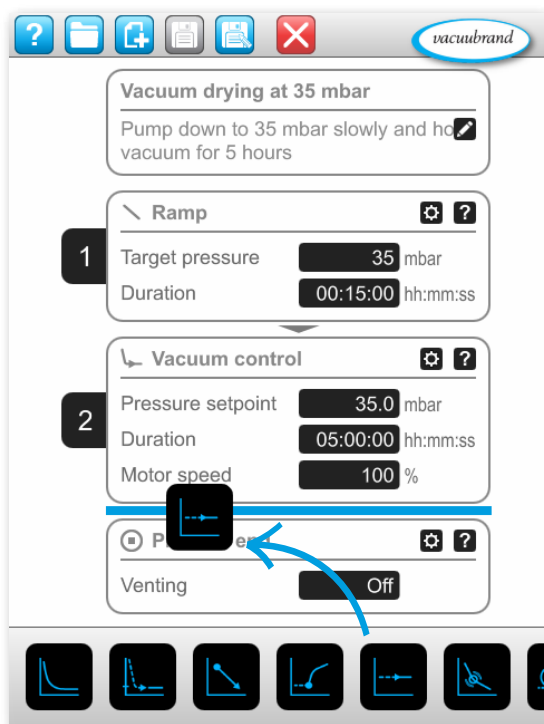 ?
vacuubrand
Vacuum drying at 35 mbar
Pump down to 35 mbar slowly and ho
vacuum for 5 hours
Ramp ?
1
Target pressure 35 mbar
Duration 00:15:00 hh:mm:ss
Vacuum control ?
2
Pressure setpoint 35.0 mbar
Duration 05:00:00 hh:mm:ss
Motor speed 100 %
P en ?
Venting Off